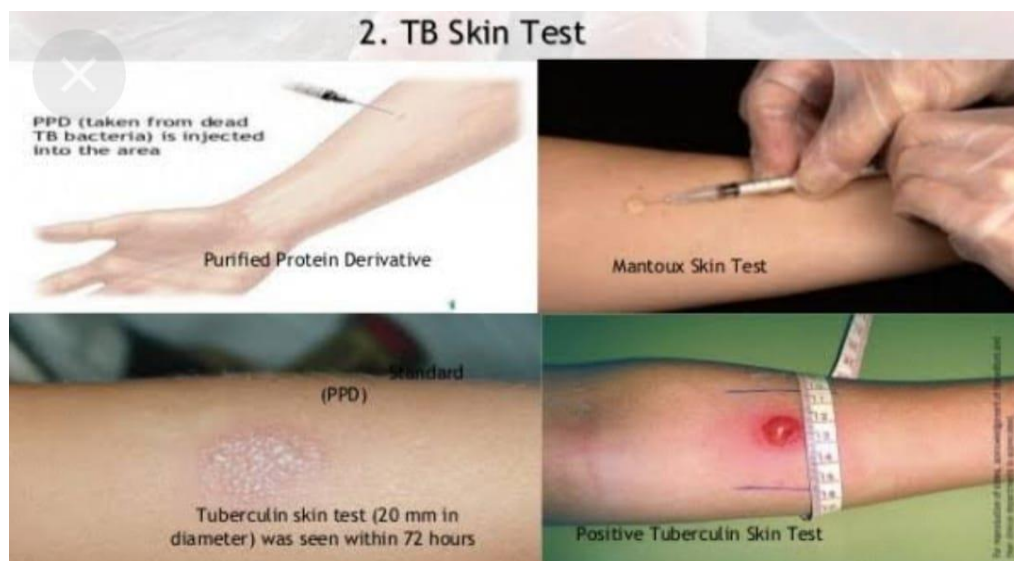 2. TB Skin Test
PPD (taken from dead
TB bacteria) is injected
into the area
Purified Protein Derivative
Mantoux Skin Test
Standard
(PPD)
Tuberculin skin test (20 mm in
diameter) was seen within 72 hours
Positive Tuberculin Skin Test